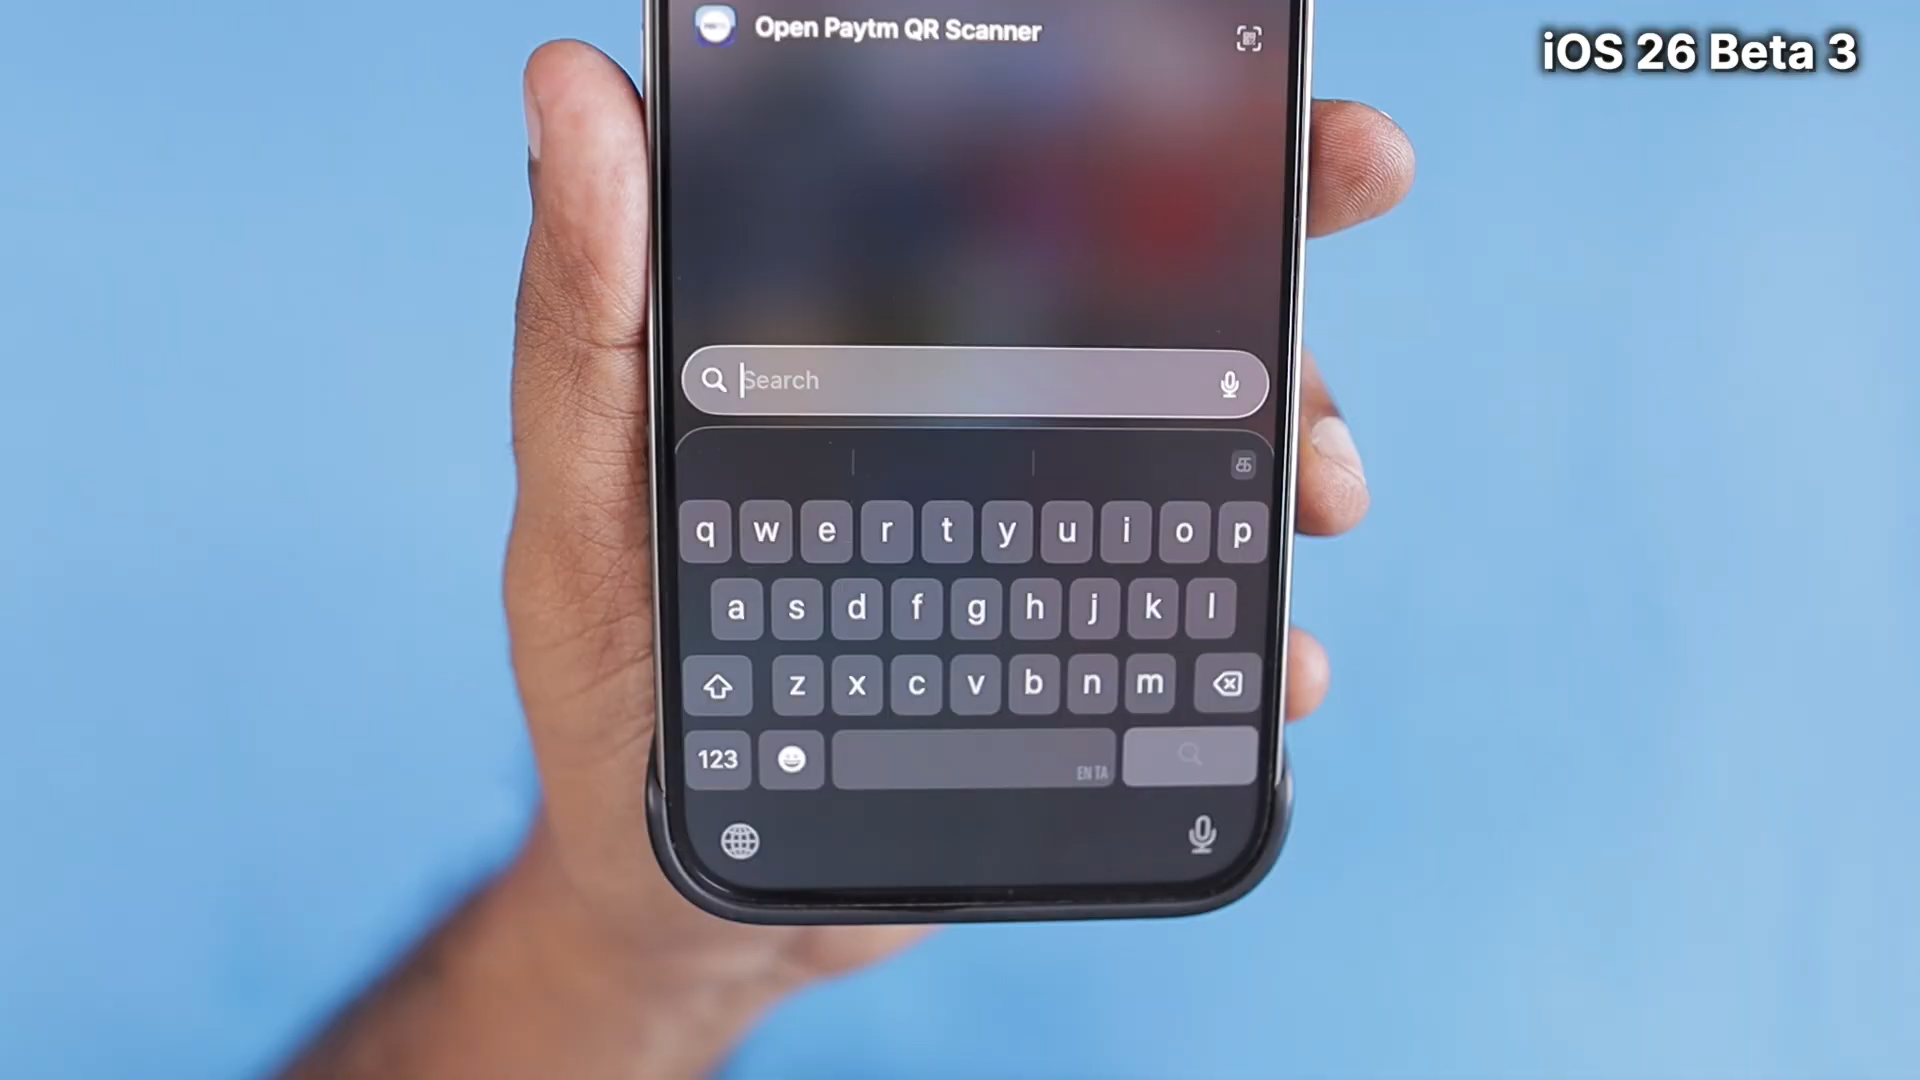 iOS 26 Beta 3
Open Paytm QR Scanner
Search
க
q w e r t y u i o p
a s d f g h j k l
z x c v b n m
123
EN TA